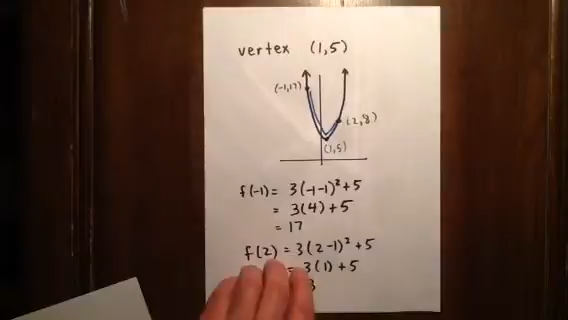 vertex (1,5)
(-1,17)
(2,8)
(1,5)
f(-1) = 3(-1-1)²+5
= 3(4)+5
= 17
f(2) = 3(2-1)²+5
= 3(1)+5